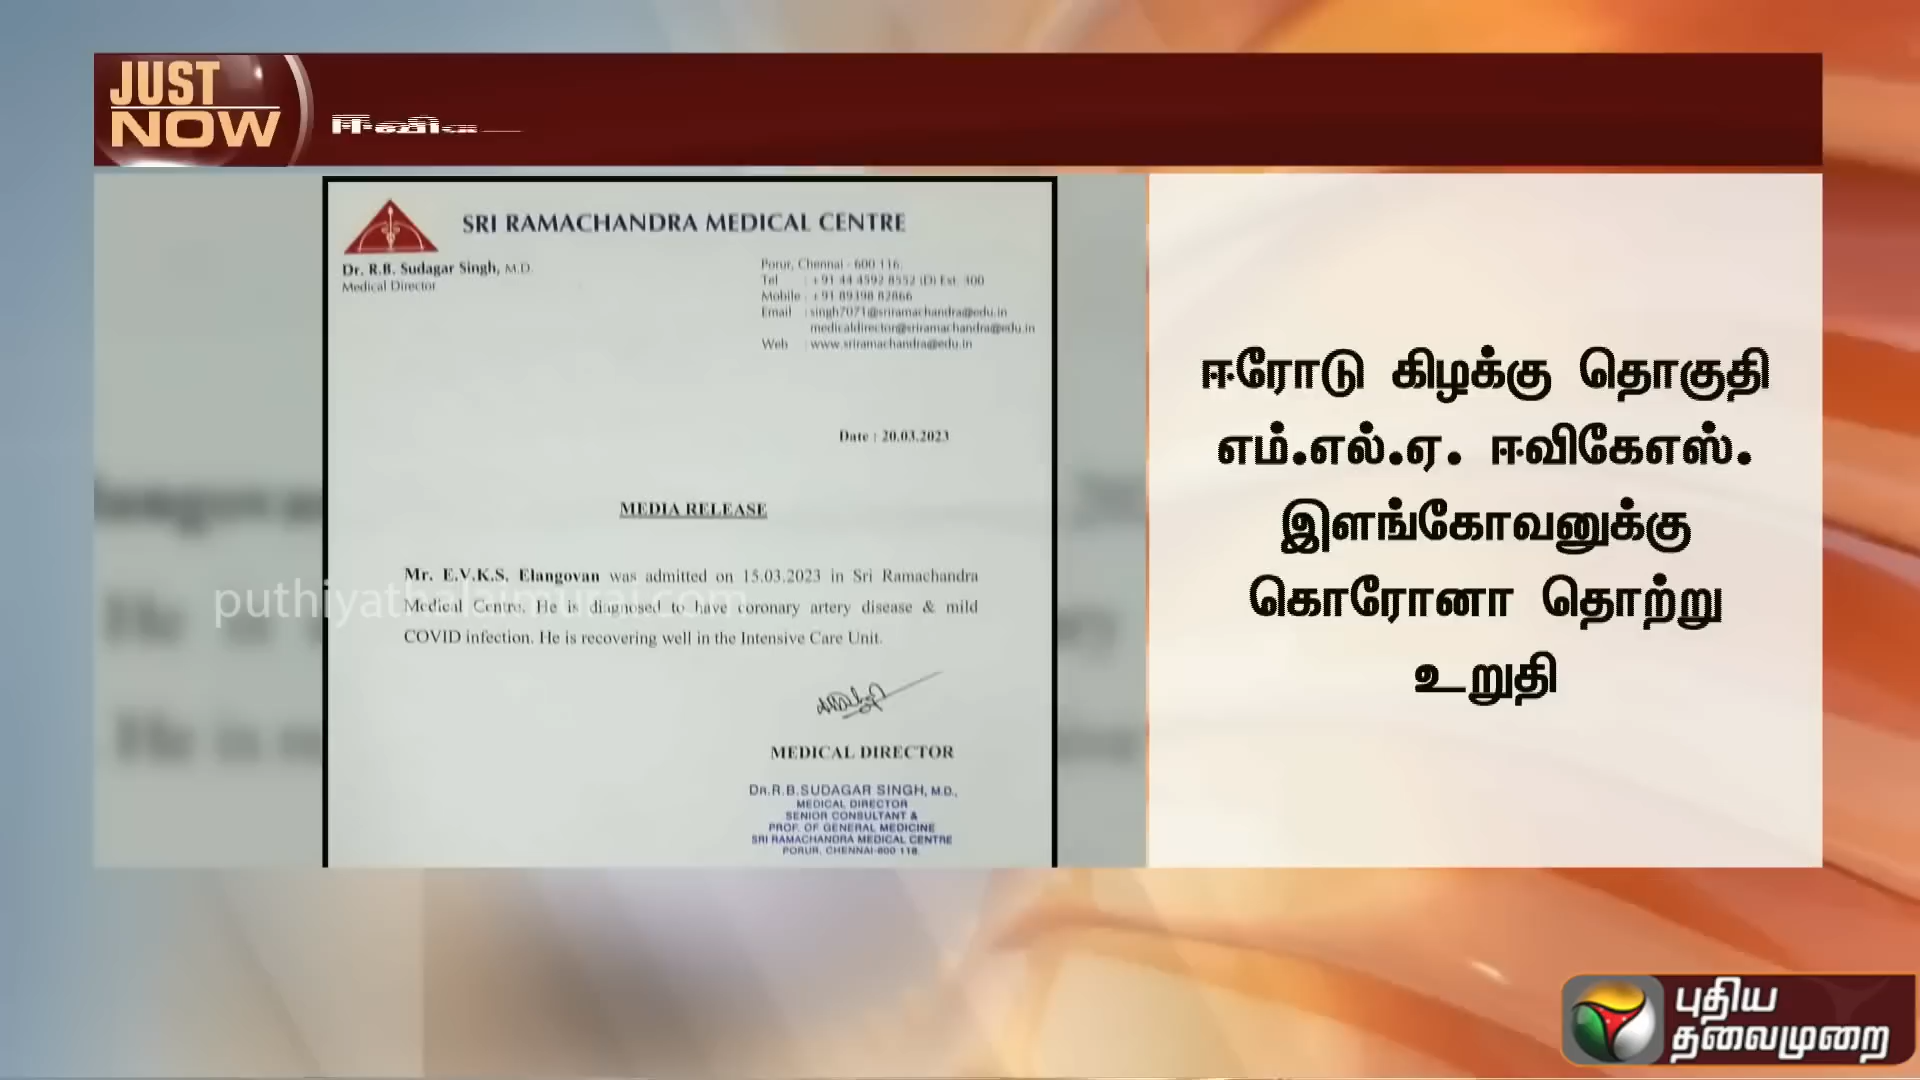 JUST
NOW
SRI RAMACHANDRA MEDICAL CENTRE
Dr. R.B. Sudagar Singh, M.D.
Medical Director
Porur, Chennai - 600 116.
Tel : +91 44 4592 8552 (D) Ext. 300
Mobile : +91 89398 82866
Email : singh7071@sriramachandra@edu.in
medicaldirector@sriramachandra@edu.in
Web : www.sriramachandra@edu.in
Date : 20.03.2023
MEDIA RELEASE
Mr. E.V.K.S. Elangovan was admitted on 15.03.2023 in Sri Ramachandra
Medical Centre. He is diagnosed to have coronary artery disease & mild
COVID infection. He is recovering well in the Intensive Care Unit.
puthiyathalaimurai.com
MEDICAL DIRECTOR
DR.R.B.SUDAGAR SINGH, M.D.,
MEDICAL DIRECTOR
SENIOR CONSULTANT &
PROF. OF GENERAL MEDICINE
SRI RAMACHANDRA MEDICAL CENTRE
PORUR, CHENNAI-600 116.
ஈரோடு கிழக்கு தொகுதி
எம்.எல்.ஏ. ஈவிகேஎஸ்.
இளங்கோவனுக்கு
கொரோனா தொற்று
உறுதி
புதிய
தலைமுறை